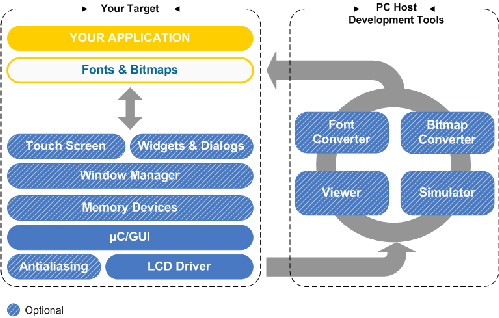 Your Target
YOUR APPLICATION
Fonts & Bitmaps
Touch Screen
Widgets & Dialogs
Window Manager
Memory Devices
µC/GUI
Antialiasing
LCD Driver
Optional
PC Host
Development Tools
Font
Converter
Bitmap
Converter
Viewer
Simulator